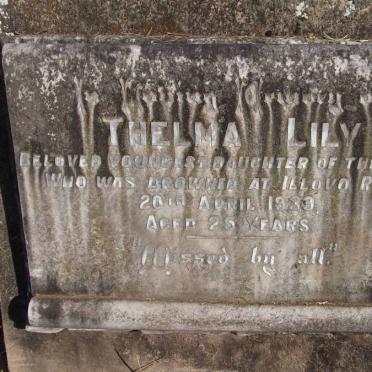 THELMA LILY
BELOVED YOUNGEST DAUGHTER OF THE
WHO WAS DROWNED AT ILLOVO R
20TH APRIL 1939,
AGED 25 YEARS
"Missed by all."